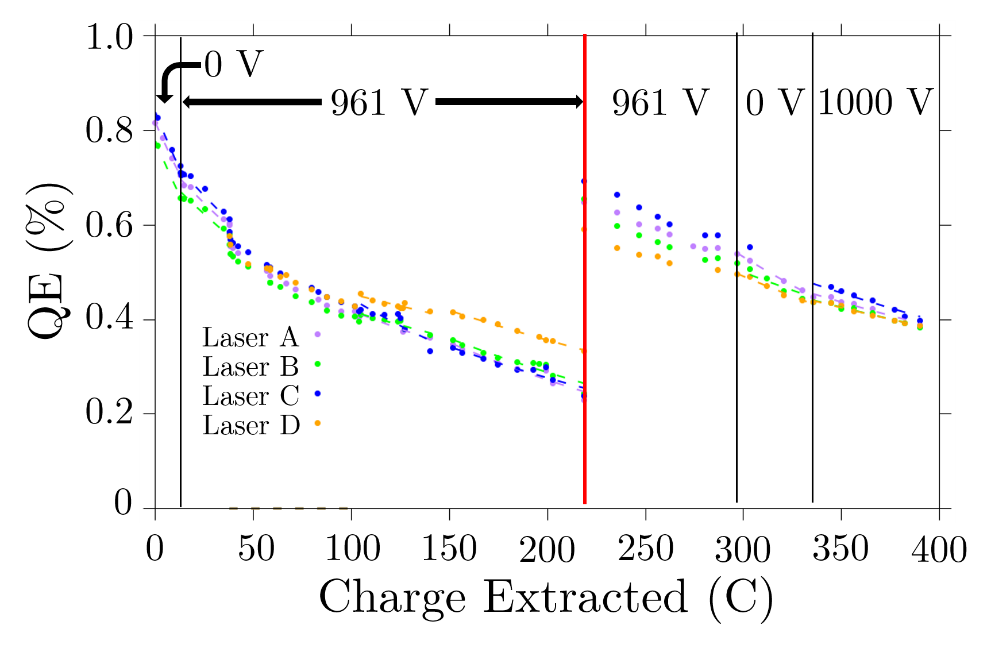 1.0
0 V
961 V
961 V
0 V
1000 V
0.8
0.6
QE (%)
0.4
Laser A
Laser B
Laser C
Laser D
0.2
0
0 50 100 150 200 250 300 350 400
Charge Extracted (C)